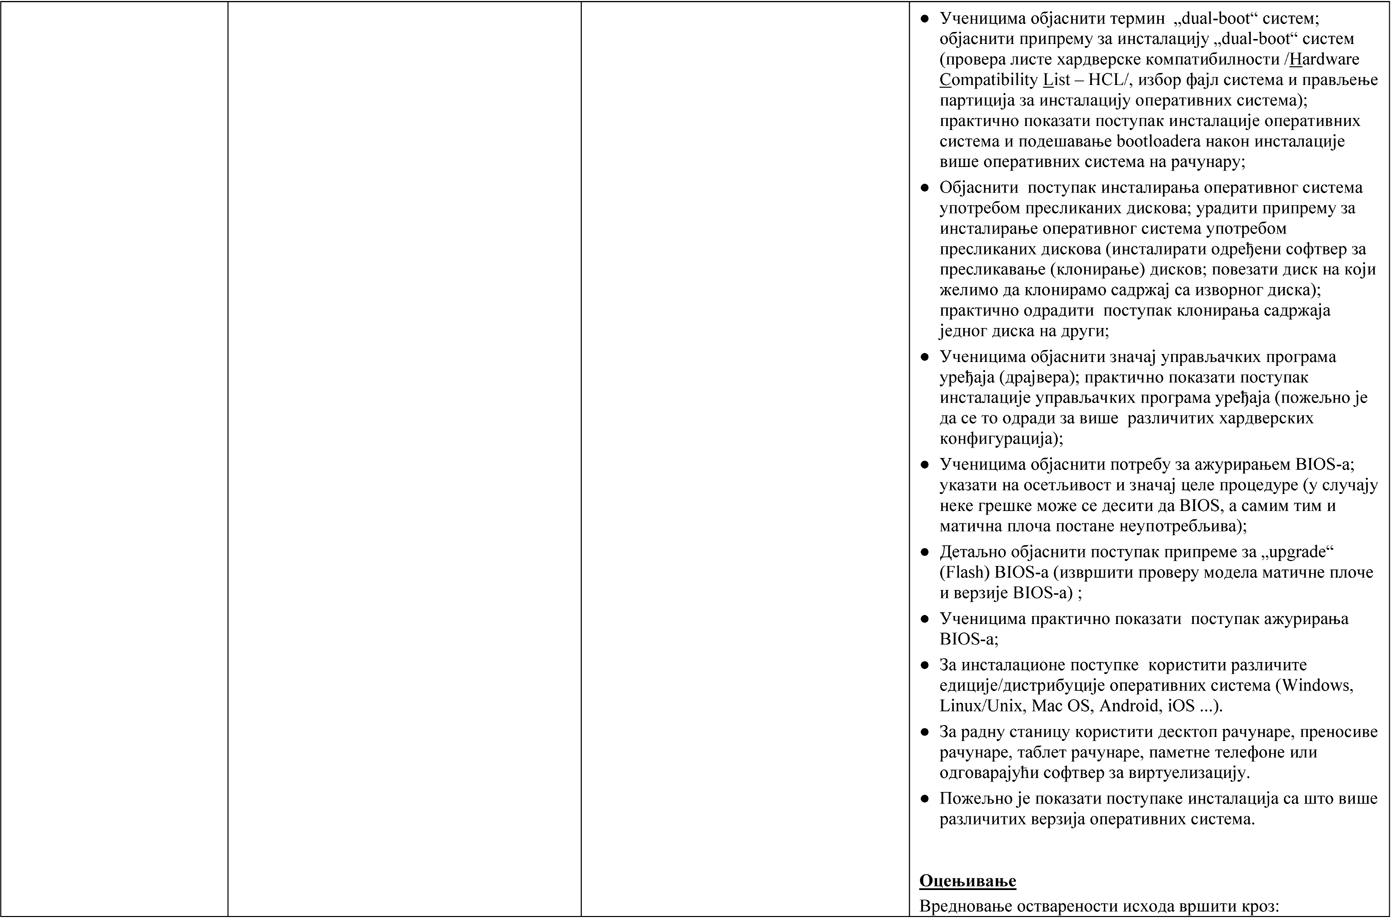 ● Ученицима објаснити термин  „dual-boot“ систем;
објаснити припрему за инсталацију „dual-boot“ систем
(провера листе хардверске компатибилности /Hardware
Compatibility List – HCL/, избор фајл система и прављење
партиција за инсталацију оперативних система);
практично показати поступак инсталације оперативних
система и подешавање bootloadera након инсталације
више оперативних система на рачунару;
● Објаснити  поступак инсталирања оперативног система
употребом пресликаних дискова; урадити припрему за
инсталирање оперативног система употребом
пресликаних дискова (инсталирати одређени софтвер за
пресликавање (клонирање) дисков; повезати диск на који
желимо да клонирамо садржај са изворног диска);
практично одрадити  поступак клонирања садржаја
једног диска на други;
● Ученицима објаснити значај управљачких програма
уређаја (драјвера); практично показати поступак
инсталације управљачких програма уређаја (пожељно је
да се то одради за више  различитих хардверских
конфигурација);
● Ученицима објаснити потребу за ажурирањем BIOS-а;
указати на осетљивост и значај целе процедуре (у случају
неке грешке може се десити да BIOS, а самим тим и
матична плоча постане неупотребљива);
● Детаљно објаснити поступак припреме за „upgrade“
(Flash) BIOS-а (извршити проверу модела матичне плоче
и верзије BIOS-а) ;
● Ученицима практично показати  поступак ажурирања
BIOS-а;
● За инсталационе поступке  користити различите
едиције/дистрибуције оперативних система (Windows,
Linux/Unix, Mac OS, Android, iOS ...).
● За радну станицу користити десктоп рачунаре, преносиве
рачунаре, таблет рачунаре, паметне телефоне или
одговарајући софтвер за виртуелизацију.
● Пожељно је показати поступаке инсталација са што више
различитих верзија оперативних система.
Оцењивање
Вредновање остварености исхода вршити кроз: